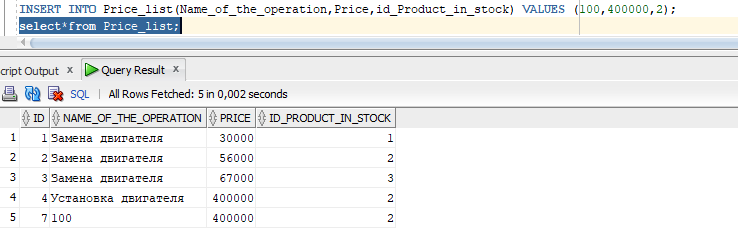 INSERT INTO Price_list(Name_of_the_operation,Price,id_Product_in_stock) VALUES (100,400000,2);
select*from Price_list;
cript Output x Query Result x
SQL | All Rows Fetched: 5 in 0,002 seconds
ID NAME_OF_THE_OPERATION PRICE ID_PRODUCT_IN_STOCK
1 1 Замена двигателя 30000 1
2 2 Замена двигателя 56000 2
3 3 Замена двигателя 67000 3
4 4 Установка двигателя 400000 2
5 7 100 400000 2